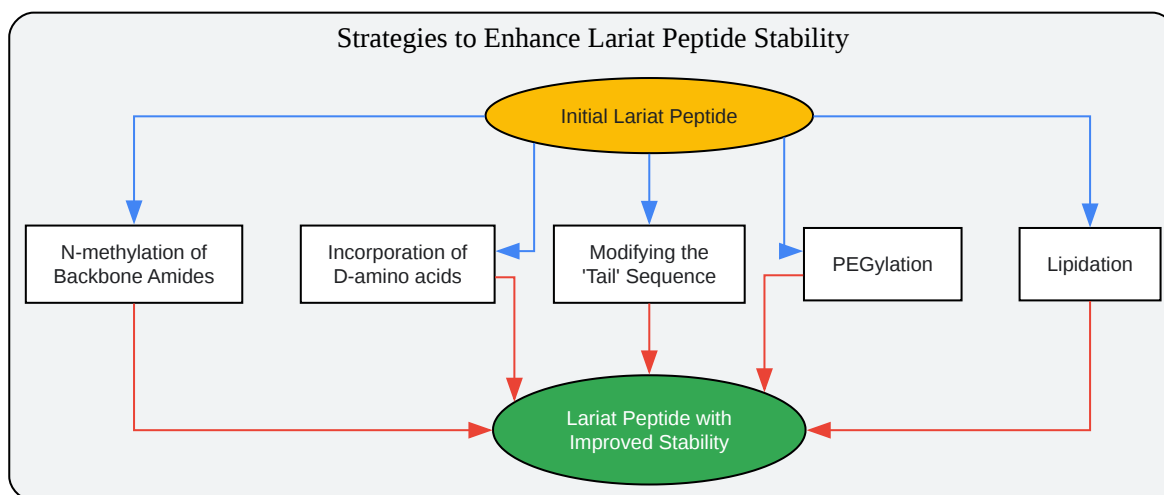 Strategies to Enhance Lariat Peptide Stability
Initial Lariat Peptide
N-methylation of
Backbone Amides
Incorporation of
D-amino acids
Modifying the
'Tail' Sequence
PEGylation
Lipidation
Lariat Peptide with
Improved Stability